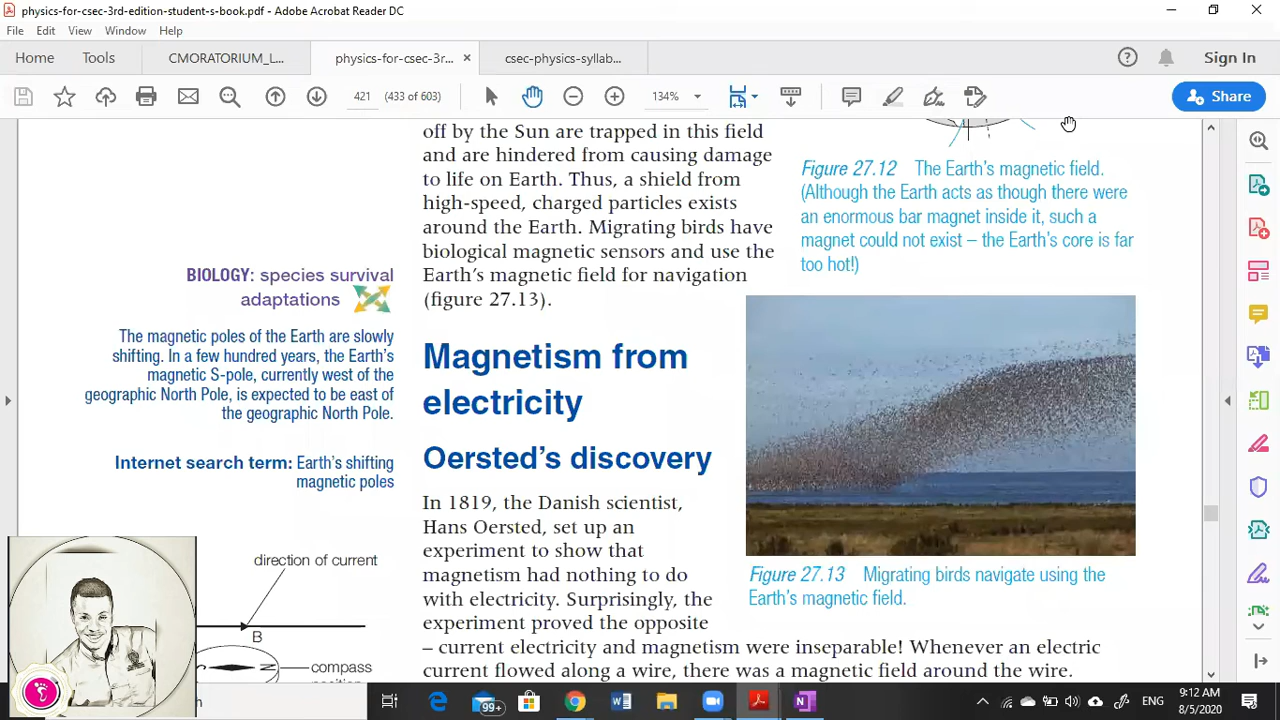 physics-for-csec-3rd-edition-student-s-book.pdf - Adobe Acrobat Reader DC
File Edit View Window Help
Home Tools CMORATORIUM_L... physics-for-csec-3r... × csec-physics-syllab... Sign In
421 (433 of 603) 134% Share
off by the Sun are trapped in this field
and are hindered from causing damage
to life on Earth. Thus, a shield from
high-speed, charged particles exists
around the Earth. Migrating birds have
biological magnetic sensors and use the
Earth's magnetic field for navigation
(figure 27.13).
Figure 27.12 The Earth's magnetic field.
(Although the Earth acts as though there were
an enormous bar magnet inside it, such a
magnet could not exist – the Earth's core is far
too hot!)
BIOLOGY: species survival
adaptations
The magnetic poles of the Earth are slowly
shifting. In a few hundred years, the Earth's
magnetic S-pole, currently west of the
geographic North Pole, is expected to be east of
the geographic North Pole.
Internet search term: Earth's shifting
magnetic poles
Magnetism from
electricity
Oersted's discovery
In 1819, the Danish scientist,
Hans Oersted, set up an
experiment to show that
magnetism had nothing to do
with electricity. Surprisingly, the
experiment proved the opposite
– current electricity and magnetism were inseparable! Whenever an electric
current flowed along a wire, there was a magnetic field around the wire.
Figure 27.13 Migrating birds navigate using the
Earth's magnetic field.
direction of current
B
N
compass
99+
ENG
9:12 AM
8/5/2020